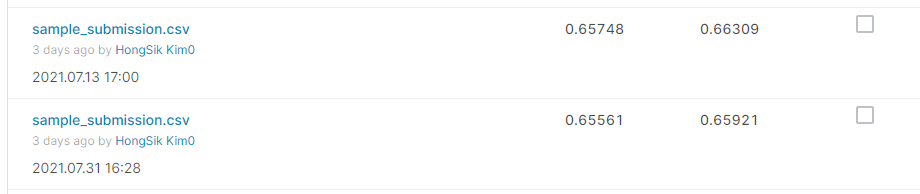 sample_submission.csv 0.65748 0.66309
3 days ago by HongSik Kim0
2021.07.13 17:00
sample_submission.csv 0.65561 0.65921
3 days ago by HongSik Kim0
2021.07.31 16:28